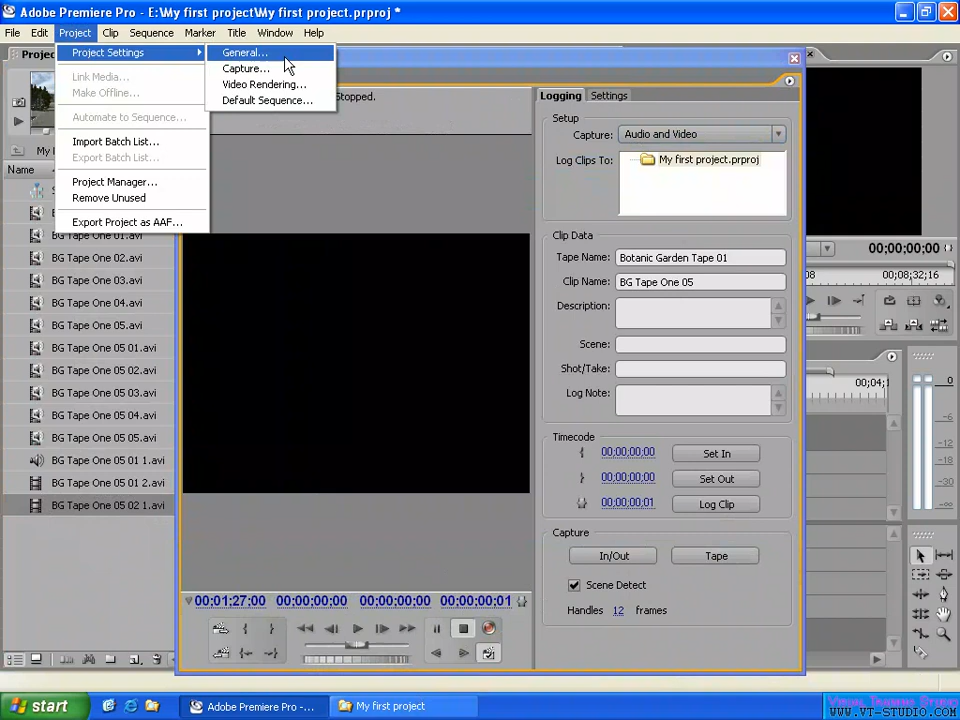 Adobe Premiere Pro - E:\My first project\My first project.prproj *
File Edit Project Clip Sequence Marker Title Window Help
Project Settings
Link Media...
Make Offline...
Automate to Sequence...
Import Batch List...
Export Batch List...
Project Manager...
Remove Unused
Export Project as AAF...
General...
Capture...
Video Rendering...
Default Sequence...
Stopped.
Name
BG Tape One 01.avi
BG Tape One 02.avi
BG Tape One 03.avi
BG Tape One 04.avi
BG Tape One 05.avi
BG Tape One 05 01.avi
BG Tape One 05 02.avi
BG Tape One 05 03.avi
BG Tape One 05 04.avi
BG Tape One 05 05.avi
BG Tape One 05 01 1.avi
BG Tape One 05 01 2.avi
BG Tape One 05 02 1.avi
00;01;27;00 00;00;00;00 00;00;00;00 00;00;00;01
Logging Settings
Setup
Capture: Audio and Video
Log Clips To: My first project.prproj
Clip Data
Tape Name: Botanic Garden Tape 01
Clip Name: BG Tape One 05
Description:
Scene:
Shot/Take:
Log Note:
Timecode
00;00;00;00 Set In
00;00;00;00 Set Out
00;00;00;01 Log Clip
Capture
In/Out Tape
Scene Detect
Handles 12 frames
00;00;00;00
00;08;32;16
0
-6
-12
-18
-30
start
Adobe Premiere Pro - ...
My first project
WWW.VT-STUDIO.COM